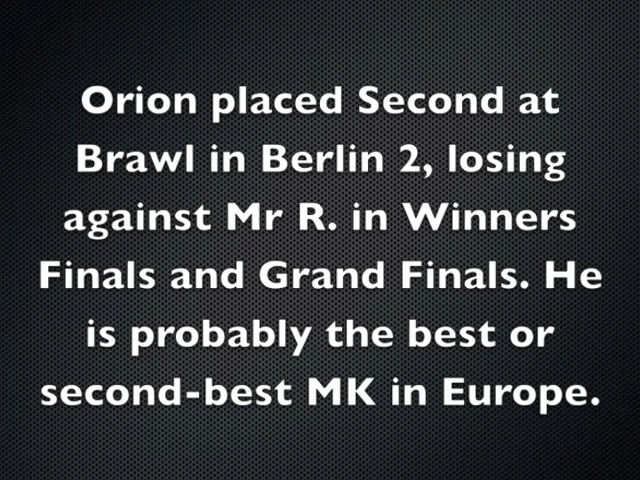 Orion placed Second at
Brawl in Berlin 2, losing
against Mr R. in Winners
Finals and Grand Finals. He
is probably the best or
second-best MK in Europe.